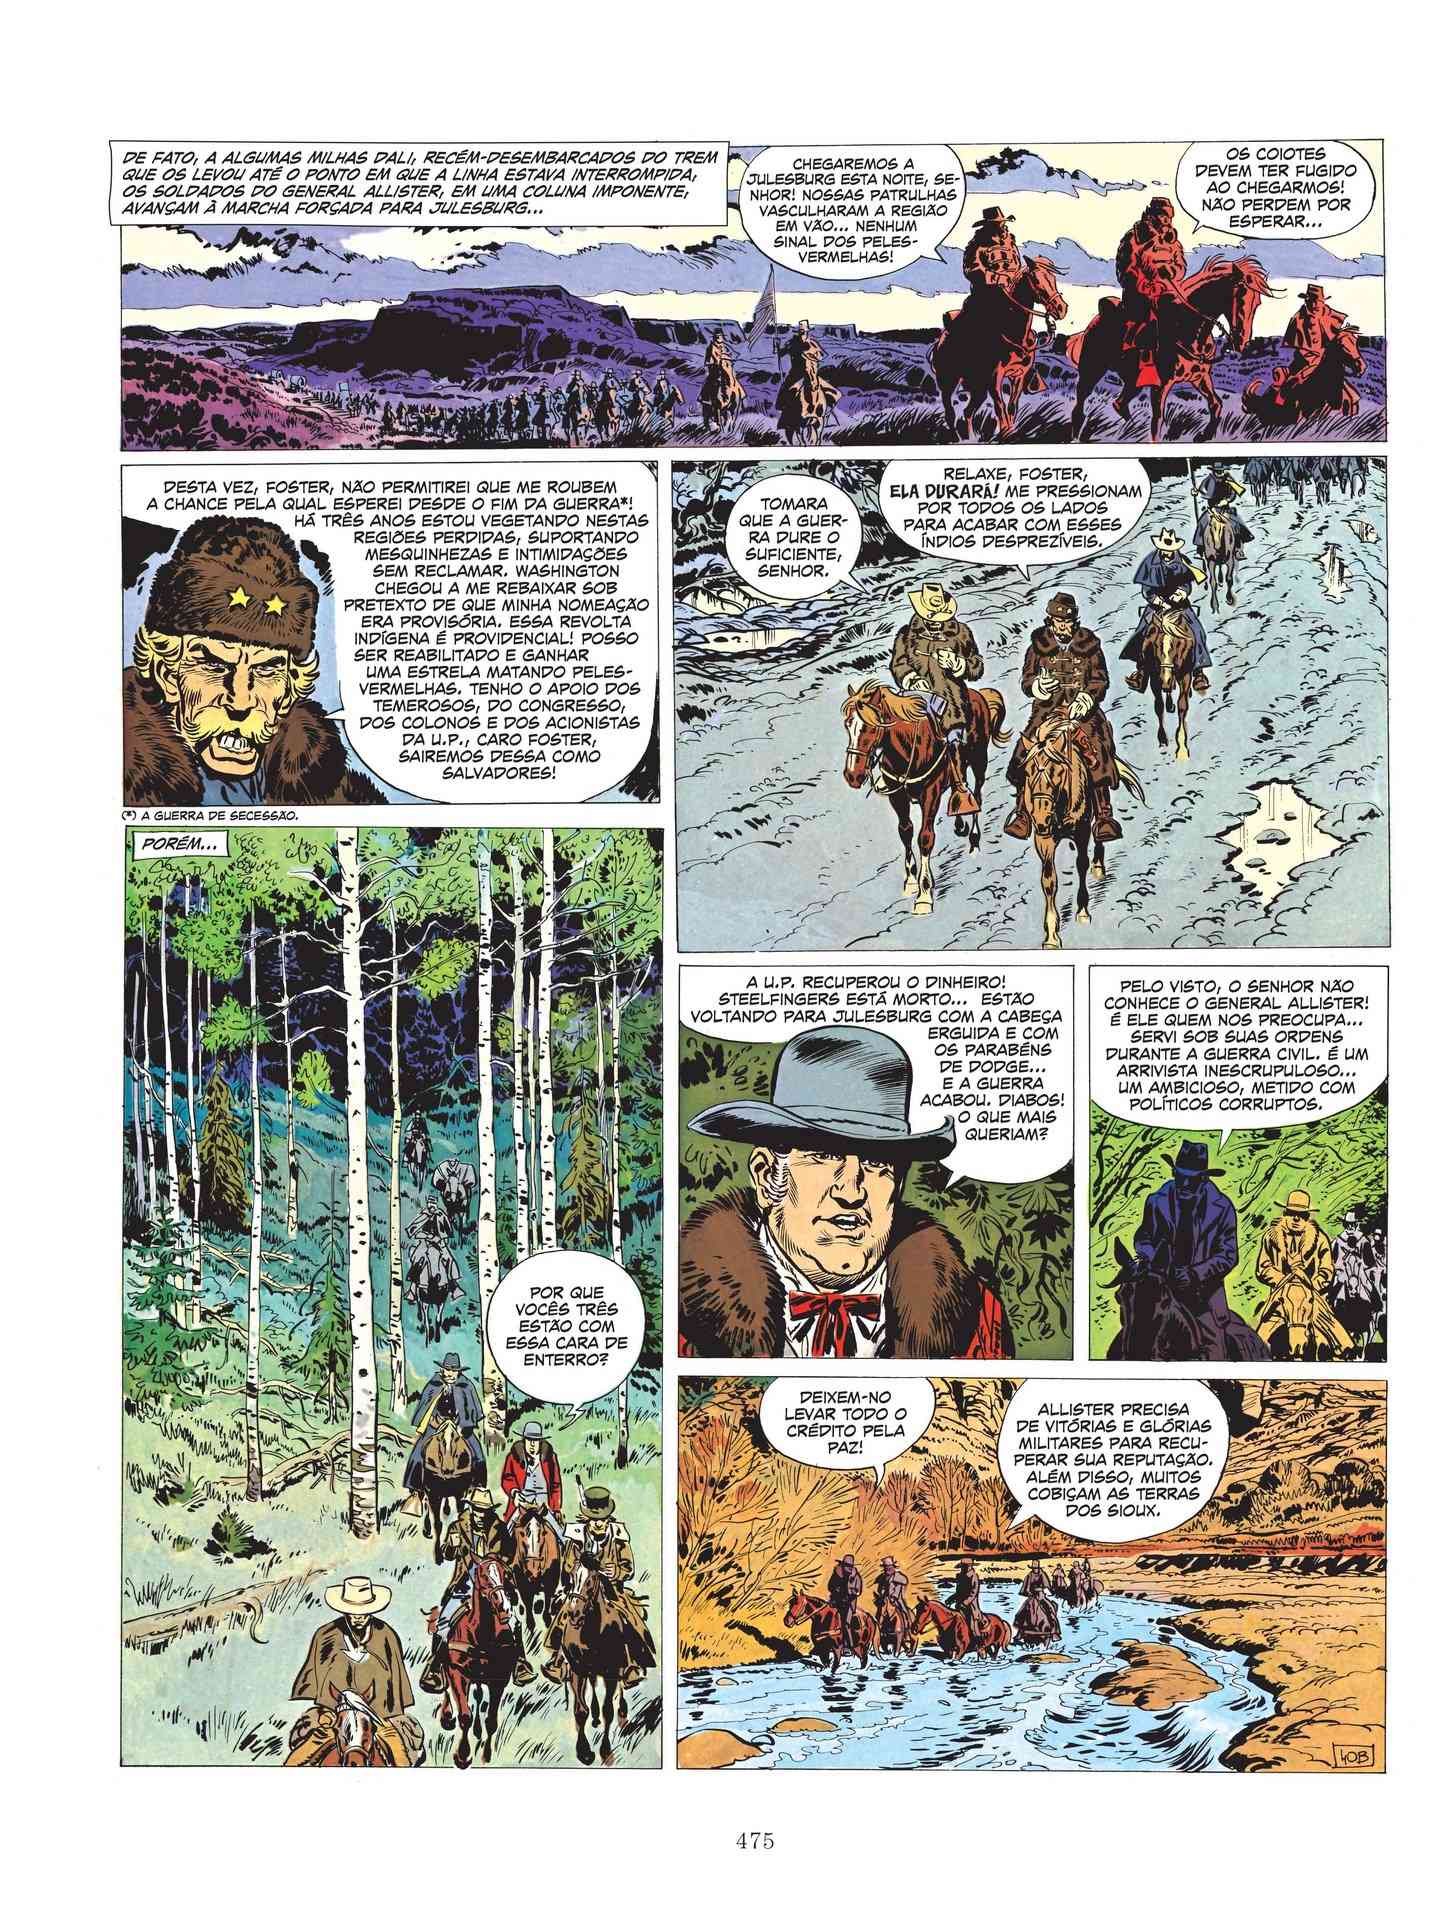 DE FATO, A ALGUMAS MILHAS DALI, RECÉM-DESEMBARCADOS DO TREM
QUE OS LEVOU ATÉ O PONTO EM QUE A LINHA ESTAVA INTERROMPIDA,
OS SOLDADOS DO GENERAL ALLISTER, EM UMA COLUNA IMPONENTE,
AVANÇAM À MARCHA FORÇADA PARA JULESBURG...
CHEGAREMOS A
JULESBURG ESTA NOITE, SE-
NHOR! NOSSAS PATRULHAS
VASCULHARAM A REGIÃO
EM VÃO... NENHUM
SINAL DOS PELES-
VERMELHAS!
OS COIOTES
DEVEM TER FUGIDO
AO CHEGARMOS!
NÃO PERDEM POR
ESPERAR...
DESTA VEZ, FOSTER, NÃO PERMITIREI QUE ME ROUBEM
A CHANCE PELA QUAL ESPEREI DESDE O FIM DA GUERRA*!
HÁ TRÊS ANOS ESTOU VEGETANDO NESTAS
REGIÕES PERDIDAS, SUPORTANDO
MESQUINHEZAS E INTIMIDAÇÕES
SEM RECLAMAR. WASHINGTON
CHEGOU A ME REBAIXAR SOB
PRETEXTO DE QUE MINHA NOMEAÇÃO
ERA PROVISÓRIA. ESSA REVOLTA
INDÍGENA É PROVIDENCIAL! POSSO
SER REABILITADO E GANHAR
UMA ESTRELA MATANDO PELES-
VERMELHAS. TENHO O APOIO DOS
TEMEROSOS, DO CONGRESSO,
DOS COLONOS E DOS ACIONISTAS
DA U.P., CARO FOSTER,
SAIREMOS DESSA COMO
SALVADORES!
(*) A GUERRA DE SECESSÃO.
TOMARA
QUE A GUER-
RA DURE O
SUFICIENTE,
SENHOR.
RELAXE, FOSTER,
ELA DURARÁ! ME PRESSIONAM
POR TODOS OS LADOS
PARA ACABAR COM ESSES
ÍNDIOS DESPREZÍVEIS.
PORÉM...
POR QUE
VOCÊS TRÊS
ESTÃO COM
ESSA CARA DE
ENTERRO?
A U.P. RECUPEROU O DINHEIRO!
STEELFINGERS ESTÁ MORTO... ESTÃO
VOLTANDO PARA JULESBURG COM A CABEÇA
ERGUIDA E COM
OS PARABÉNS
DE DODGE...
E A GUERRA
ACABOU. DIABOS!
O QUE MAIS
QUERIAM?
PELO VISTO, O SENHOR NÃO
CONHECE O GENERAL ALLISTER!
É ELE QUEM NOS PREOCUPA...
SERVI SOB SUAS ORDENS
DURANTE A GUERRA CIVIL. É UM
ARRIVISTA INESCRUPULOSO...
UM AMBICIOSO, METIDO COM
POLÍTICOS CORRUPTOS.
DEIXEM-NO
LEVAR TODO O
CRÉDITO PELA
PAZ!
ALLISTER PRECISA
DE VITÓRIAS E GLÓRIAS
MILITARES PARA RECU-
PERAR SUA REPUTAÇÃO.
ALÉM DISSO, MUITOS
COBIÇAM AS TERRAS
DOS SIOUX.
40B
475